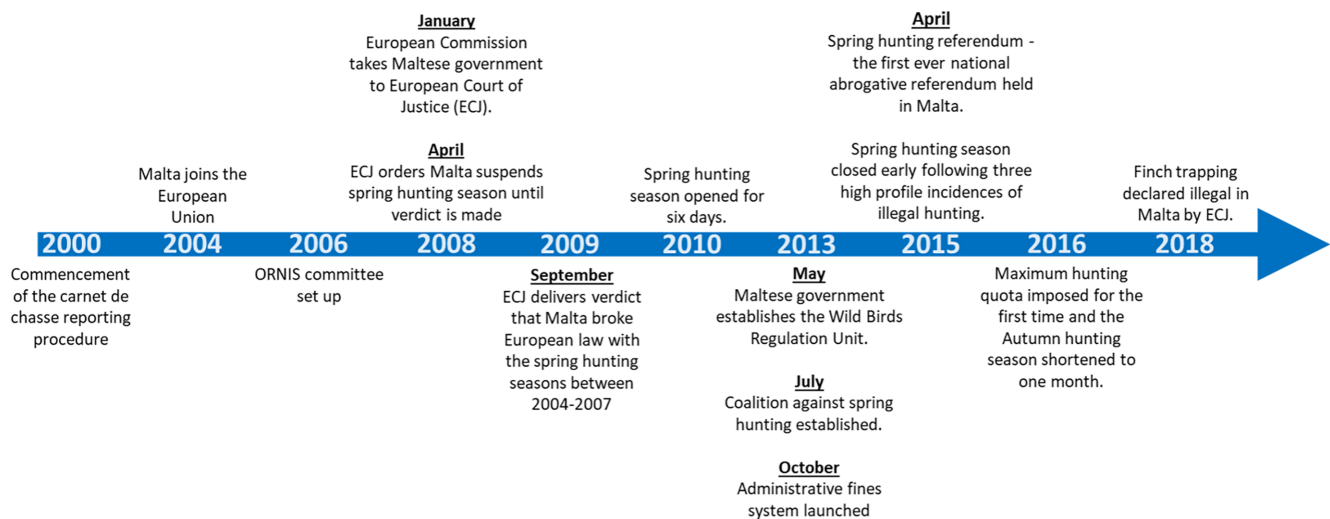 January
European Commission
takes Maltese government
to European Court of
Justice (ECJ).
April
ECJ orders Malta suspends
spring hunting season until
verdict is made
April
Spring hunting referendum -
the first ever national
abrogative referendum held
in Malta.
Spring hunting season
closed early following three
high profile incidences of
illegal hunting.
Malta joins the
European
Union
Spring hunting
season opened for
six days.
Finch trapping
declared illegal in
Malta by ECJ.
2000 2004 2006 2008 2009 2010 2013 2015 2016 2018
Commencement
of the carnet de
chasse reporting
procedure
ORNIS committee
set up
September
ECJ delivers verdict
that Malta broke
European law with
the spring hunting
seasons between
2004-2007
May
Maltese government
establishes the Wild Birds
Regulation Unit.
July
Coalition against spring
hunting established.
October
Administrative fines
system launched
Maximum hunting
quota imposed for the
first time and the
Autumn hunting
season shortened to
one month.